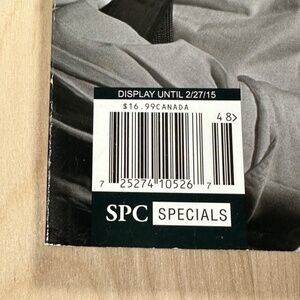 DISPLAY UNTIL 2/27/15
$16.99CANADA
48>
7 25274 10526 7
SPC SPECIALS